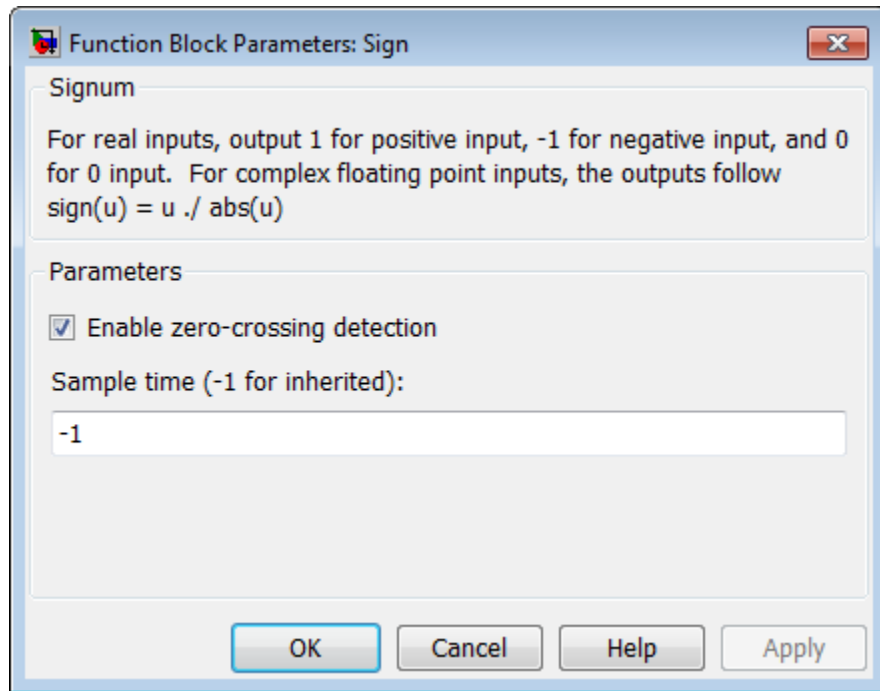 Function Block Parameters: Sign
Signum
For real inputs, output 1 for positive input, -1 for negative input, and 0
for 0 input.  For complex floating point inputs, the outputs follow
sign(u) = u ./ abs(u)
Parameters
Enable zero-crossing detection
Sample time (-1 for inherited):
-1
OK Cancel Help Apply